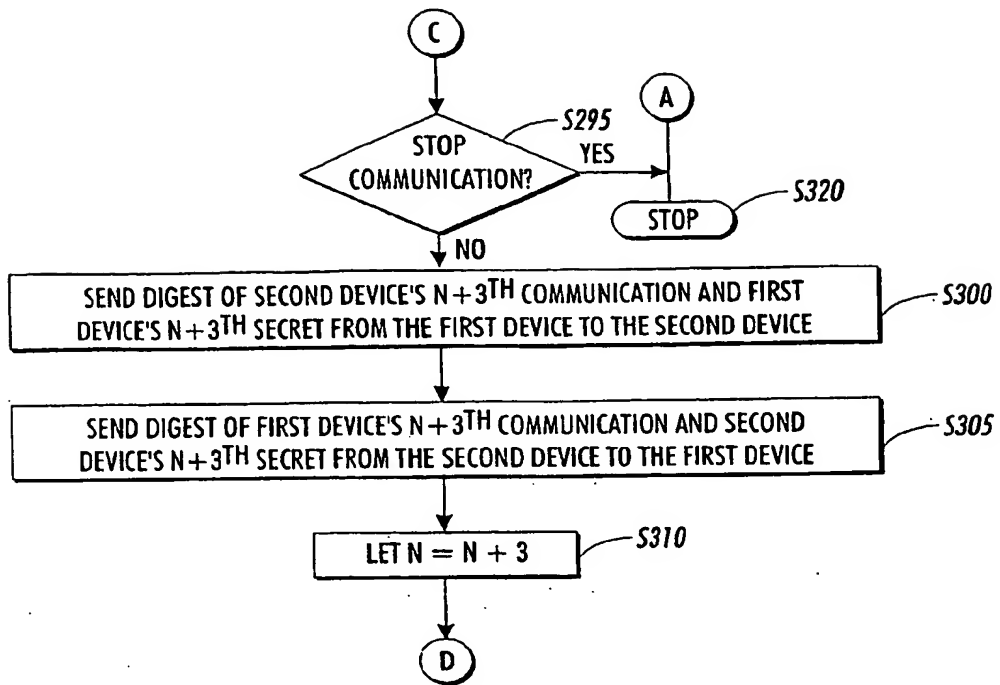 C
A
STOP
COMMUNICATION?
S295
YES
STOP
S320
NO
SEND DIGEST OF SECOND DEVICE'S N+3TH COMMUNICATION AND FIRST
DEVICE'S N+3TH SECRET FROM THE FIRST DEVICE TO THE SECOND DEVICE
S300
SEND DIGEST OF FIRST DEVICE'S N+3TH COMMUNICATION AND SECOND
DEVICE'S N+3TH SECRET FROM THE SECOND DEVICE TO THE FIRST DEVICE
S305
LET N = N + 3
S310
D